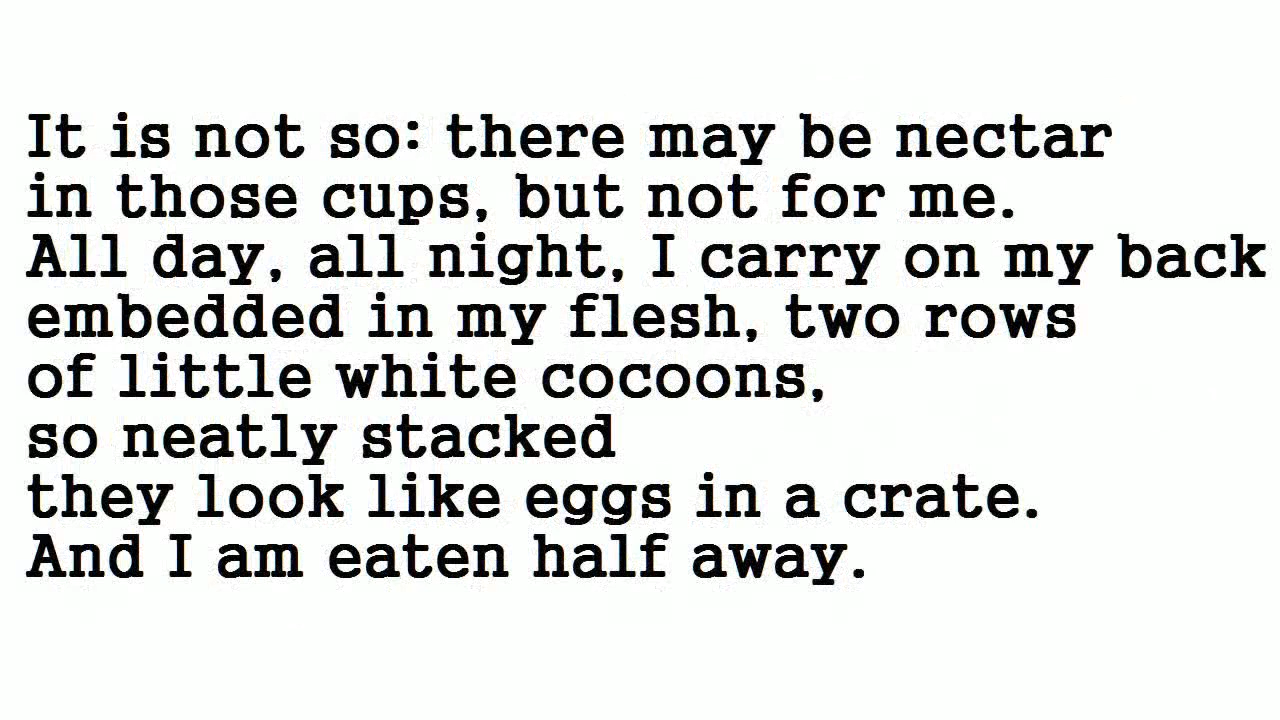 It is not so: there may be nectar
in those cups, but not for me.
All day, all night, I carry on my back
embedded in my flesh, two rows
of little white cocoons,
so neatly stacked
they look like eggs in a crate.
And I am eaten half away.